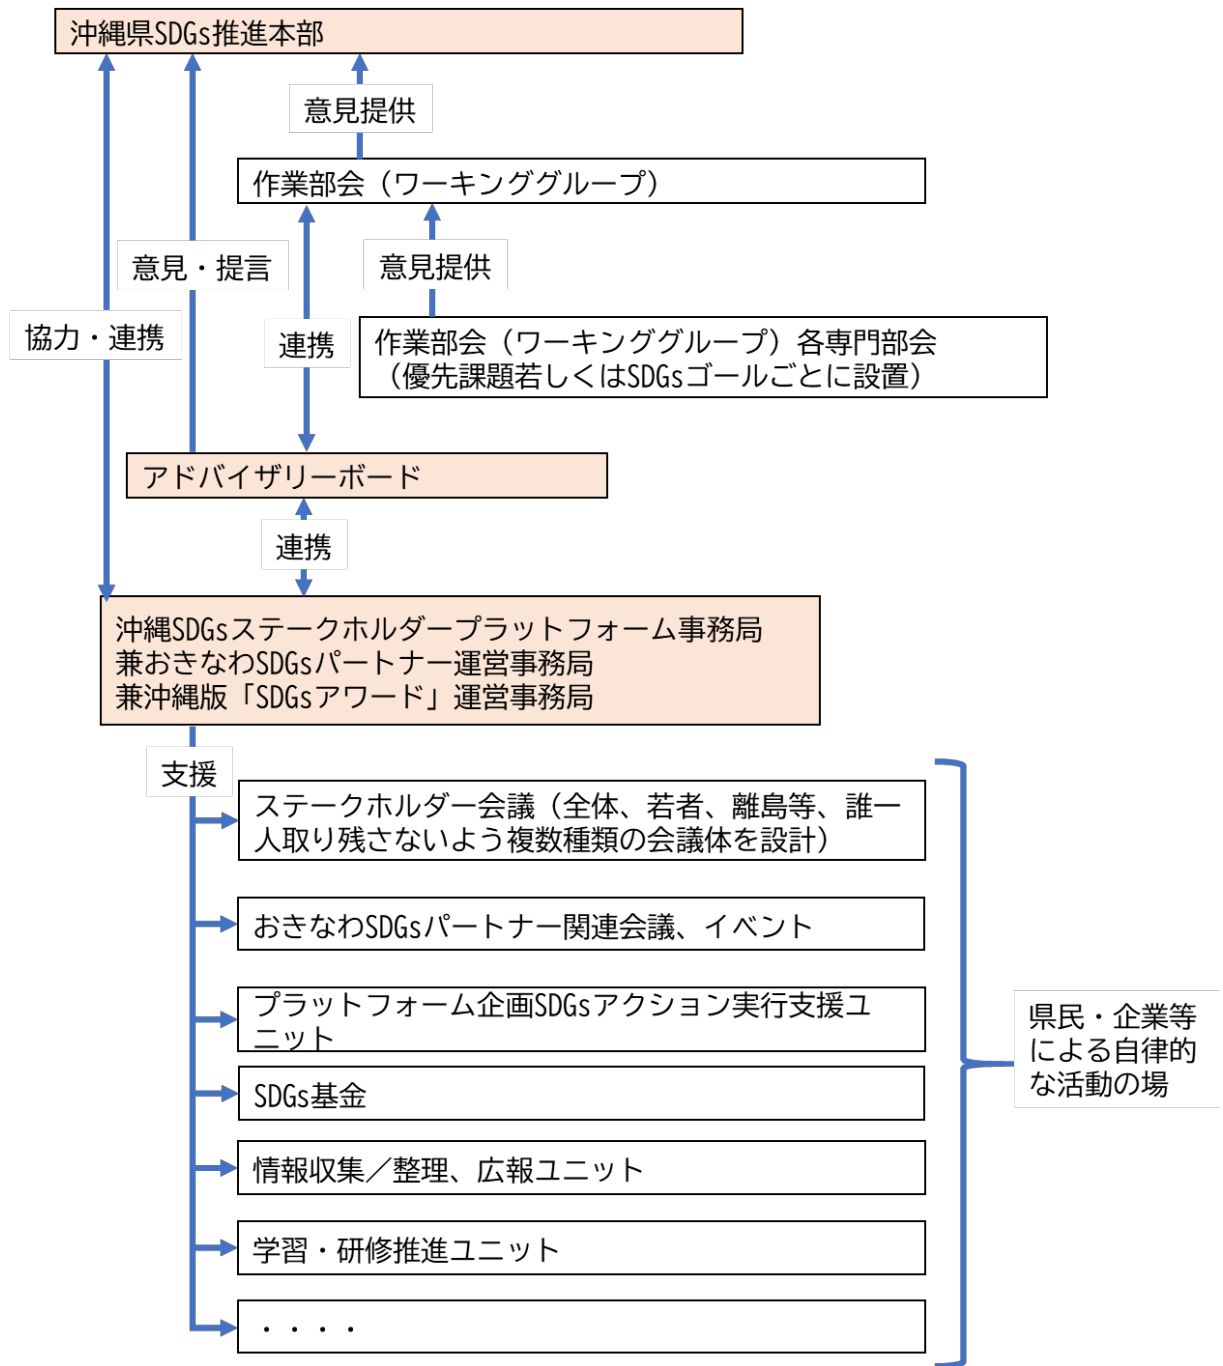 沖縄県SDGs推進本部
意見提供
作業部会（ワーキンググループ）
意見・提言
意見提供
協力・連携
連携
作業部会（ワーキンググループ）各専門部会
（優先課題若しくはSDGsゴールごとに設置）
アドバイザリーボード
連携
沖縄SDGsステークホルダープラットフォーム事務局
兼おきなわSDGsパートナー運営事務局
兼沖縄版「SDGsアワード」運営事務局
支援
ステークホルダー会議（全体、若者、離島等、誰一
人取り残さないよう複数種類の会議体を設計）
おきなわSDGsパートナー関連会議、イベント
プラットフォーム企画SDGsアクション実行支援ユ
ニット
SDGs基金
情報収集／整理、広報ユニット
学習・研修推進ユニット
・・・・
県民・企業等
による自律的
な活動の場